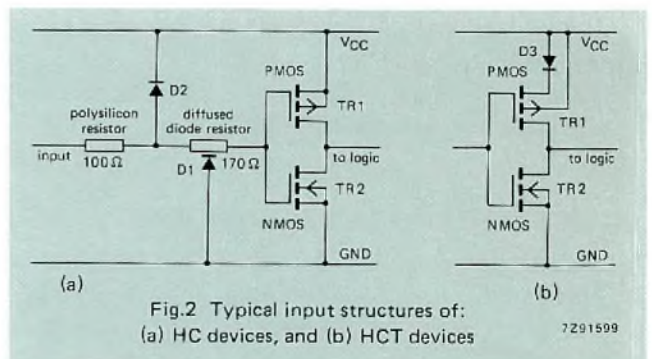 VCC
D3
VCC
PMOS
PMOS
D2
TR1
TR1
polysilicon
resistor
diffused
diode resistor
input
100Ω
D1
170Ω
to logic
to logic
TR2
TR2
NMOS
NMOS
GND
GND
(a)
(b)
Fig.2 Typical input structures of:
(a) HC devices, and (b) HCT devices
7Z91599